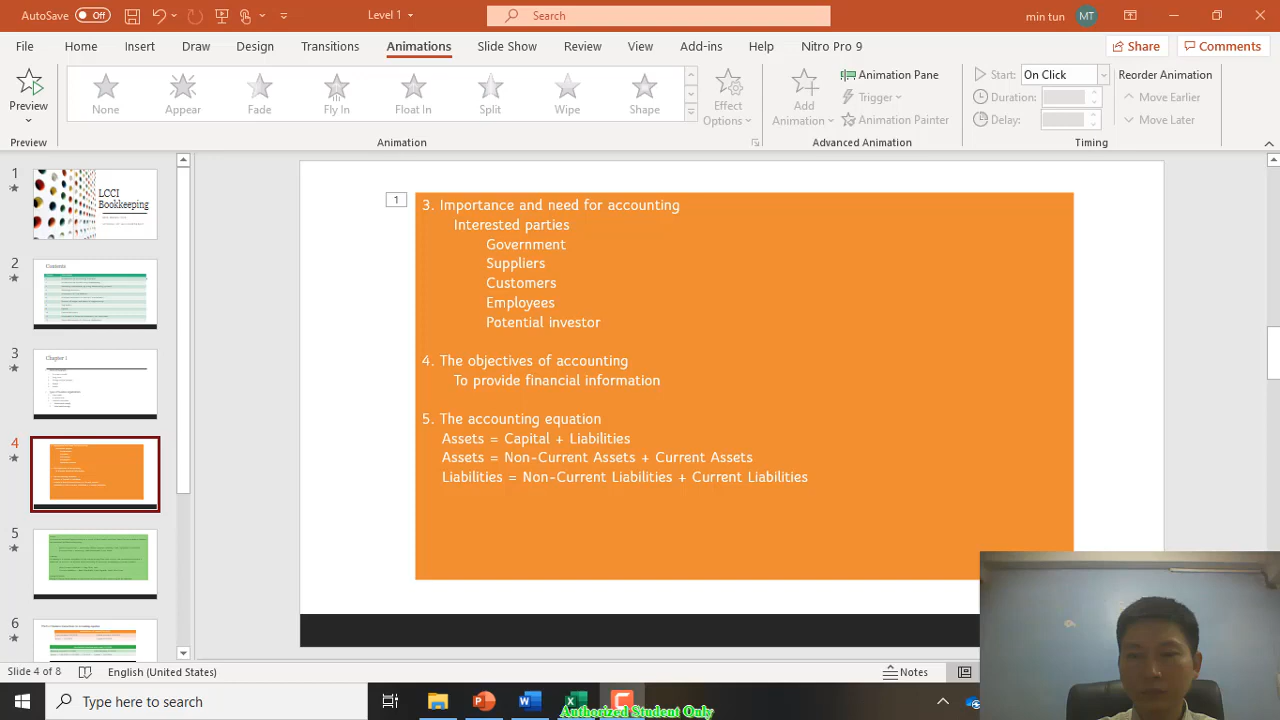 AutoSave Off Level 1 Search min tun MT
File Home Insert Draw Design Transitions Animations Slide Show Review View Add-ins Help Nitro Pro 9 Share Comments
Preview
None Appear Fade Fly In Float In Split Wipe Shape
Effect Options
Add Animation
Animation Pane
Trigger
Animation Painter
Start: On Click
Duration:
Delay:
Reorder Animation
Move Earlier
Move Later
Preview Animation Advanced Animation Timing
1
LCCI
Bookkeeping
2
Contents
3
Chapter 1
4
5
6
1
3. Importance and need for accounting
Interested parties
Government
Suppliers
Customers
Employees
Potential investor
4. The objectives of accounting
To provide financial information
5. The accounting equation
Assets = Capital + Liabilities
Assets = Non-Current Assets + Current Assets
Liabilities = Non-Current Liabilities + Current Liabilities
Slide 4 of 8 English (United States) Notes
Type here to search
Authorized Student Only